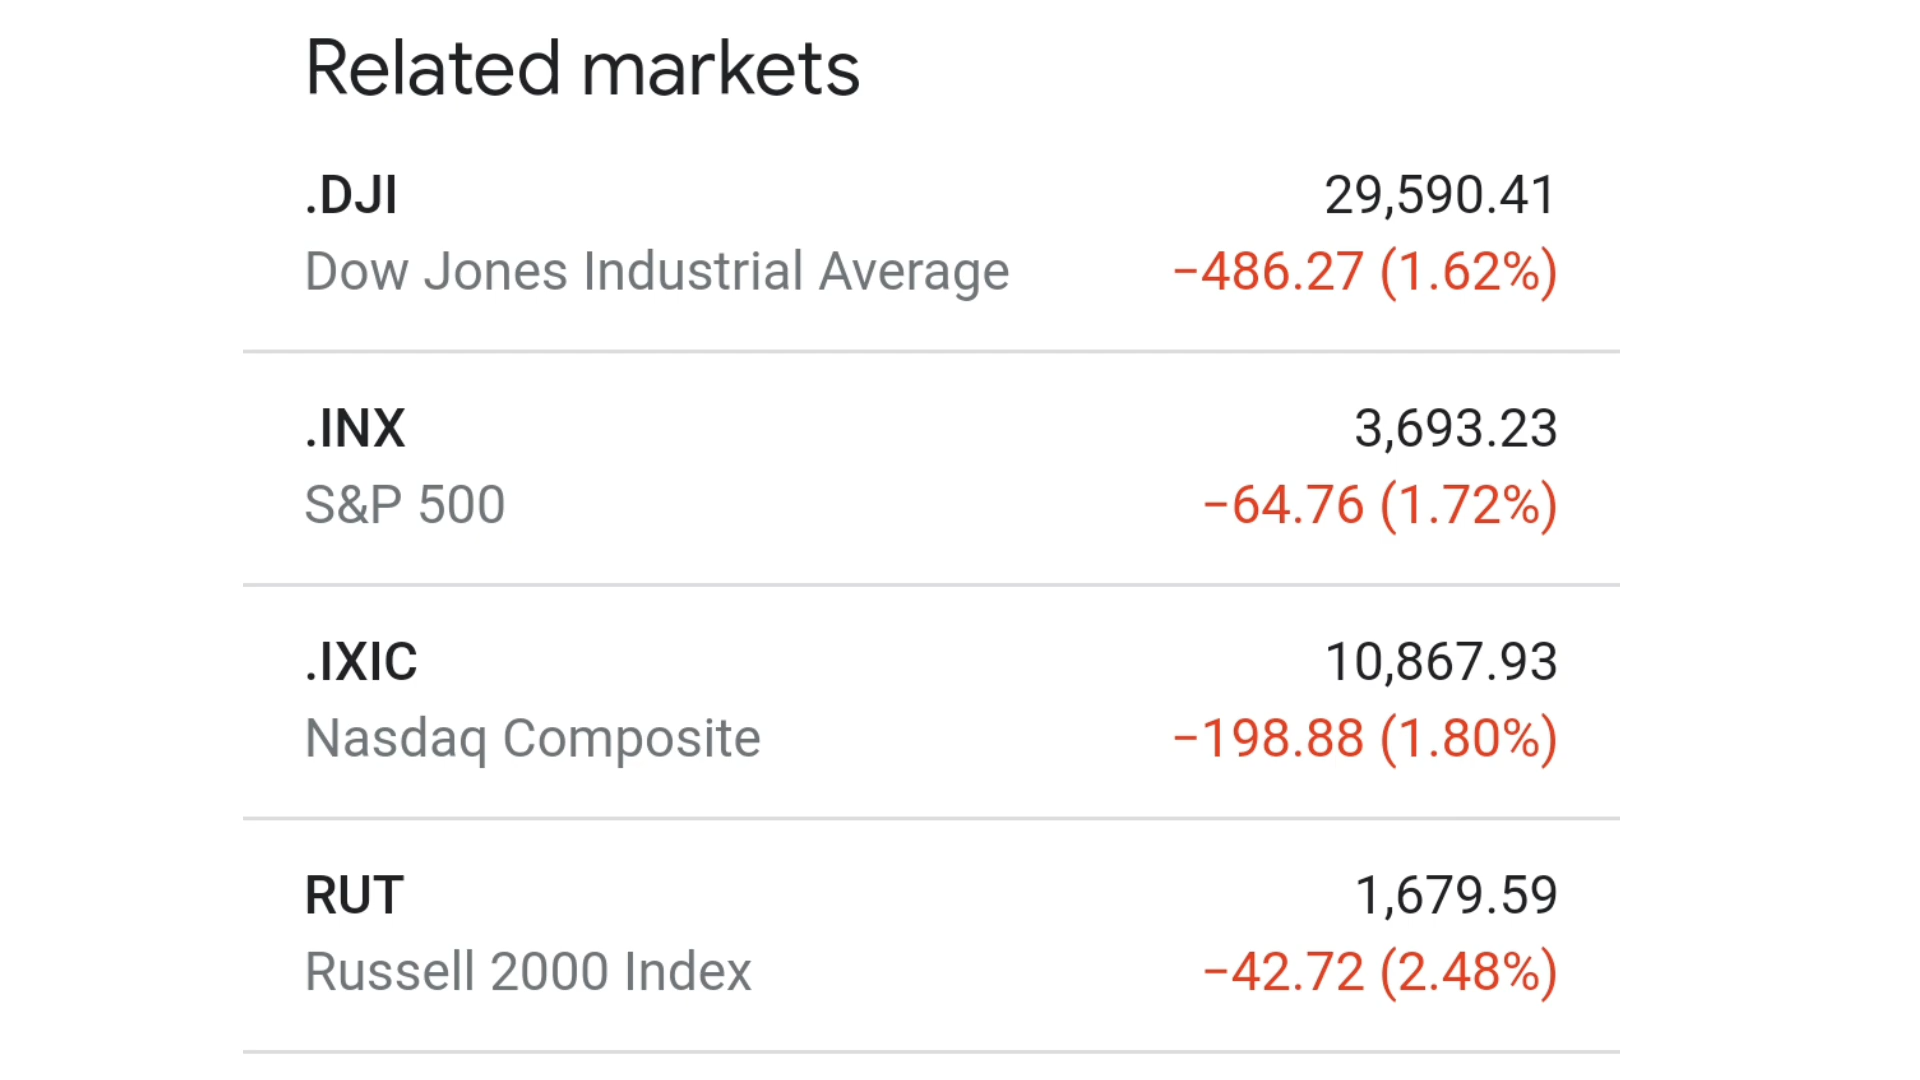 Related markets
.DJI 29,590.41
Dow Jones Industrial Average −486.27 (1.62%)
.INX 3,693.23
S&P 500 −64.76 (1.72%)
.IXIC 10,867.93
Nasdaq Composite −198.88 (1.80%)
RUT 1,679.59
Russell 2000 Index −42.72 (2.48%)